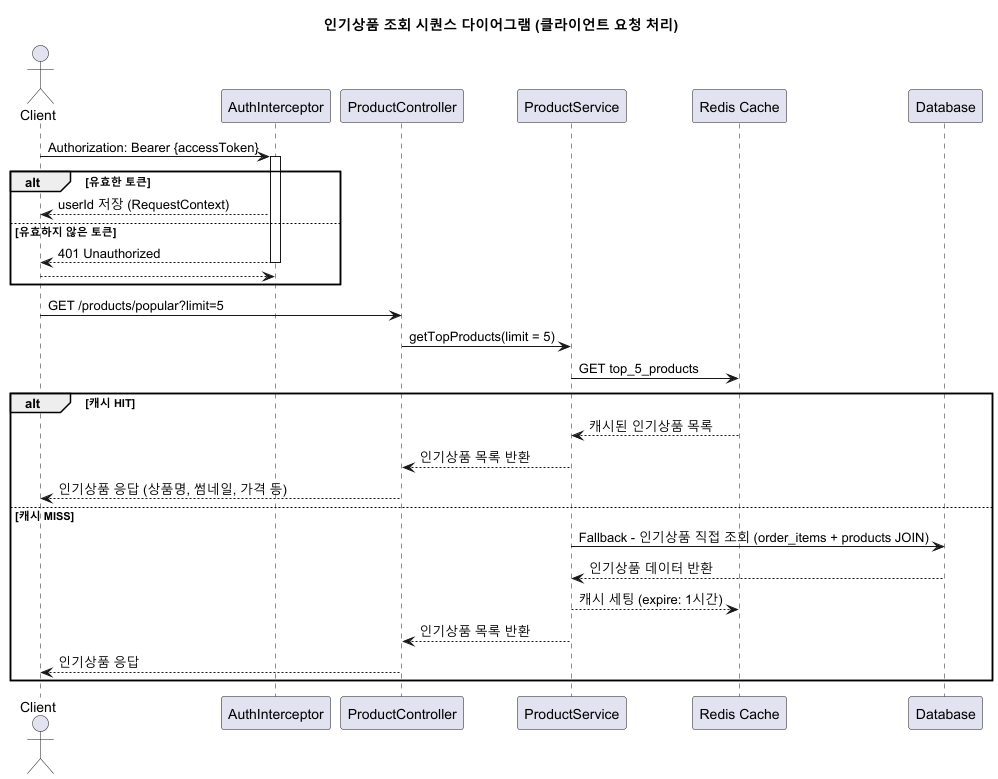 인기상품 조회 시퀀스 다이어그램 (클라이언트 요청 처리)
Client
AuthInterceptor
ProductController
ProductService
Redis Cache
Database
Authorization: Bearer {accessToken}
alt
[유효한 토큰]
userId 저장 (RequestContext)
[유효하지 않은 토큰]
401 Unauthorized
GET /products/popular?limit=5
getTopProducts(limit = 5)
GET top_5_products
alt
[캐시 HIT]
캐시된 인기상품 목록
인기상품 목록 반환
인기상품 응답 (상품명, 썸네일, 가격 등)
[캐시 MISS]
Fallback - 인기상품 직접 조회 (order_items + products JOIN)
인기상품 데이터 반환
캐시 세팅 (expire: 1시간)
인기상품 목록 반환
인기상품 응답
Client
AuthInterceptor
ProductController
ProductService
Redis Cache
Database